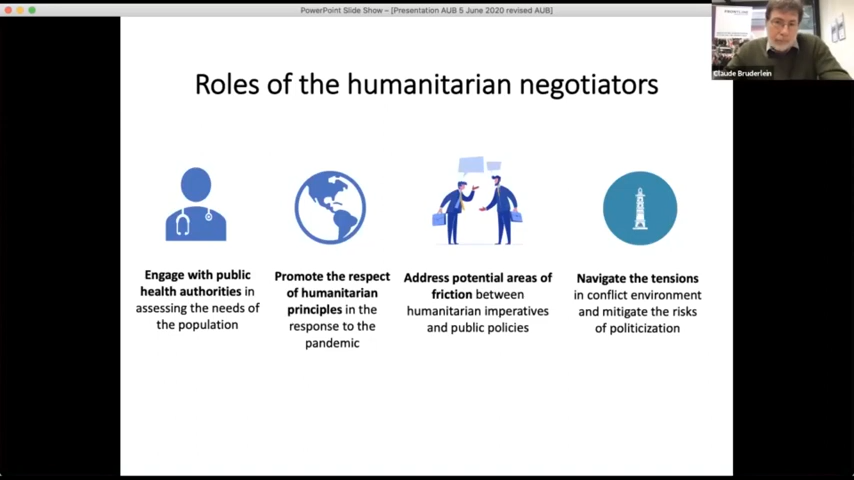 PowerPoint Slide Show – [Presentation AUB 5 June 2020 revised AUB]
Claude Bruderlein
Roles of the humanitarian negotiators
Engage with public
health authorities in
assessing the needs of
the population
Promote the respect
of humanitarian
principles in the
response to the
pandemic
Address potential areas of
friction between
humanitarian imperatives
and public policies
Navigate the tensions
in conflict environment
and mitigate the risks
of politicization